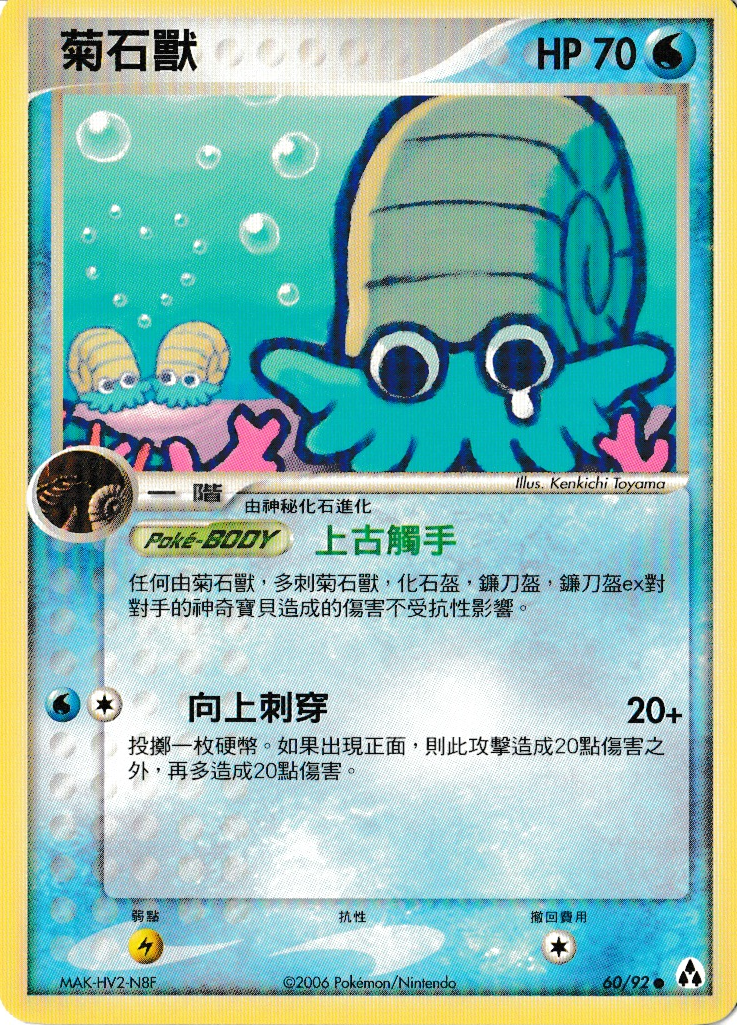 菊石獸
HP 70
Illus. Kenkichi Toyama
一階
由神秘化石進化
Poké-BODY
上古觸手
任何由菊石獸，多刺菊石獸，化石盔，鐮刀盔，鐮刀盔ex對
對手的神奇寶貝造成的傷害不受抗性影響。
向上刺穿
20+
投擲一枚硬幣。如果出現正面，則此攻擊造成20點傷害之
外，再多造成20點傷害。
弱點
抗性
撤回費用
MAK-HV2-N8F
©2006 Pokémon/Nintendo
60/92